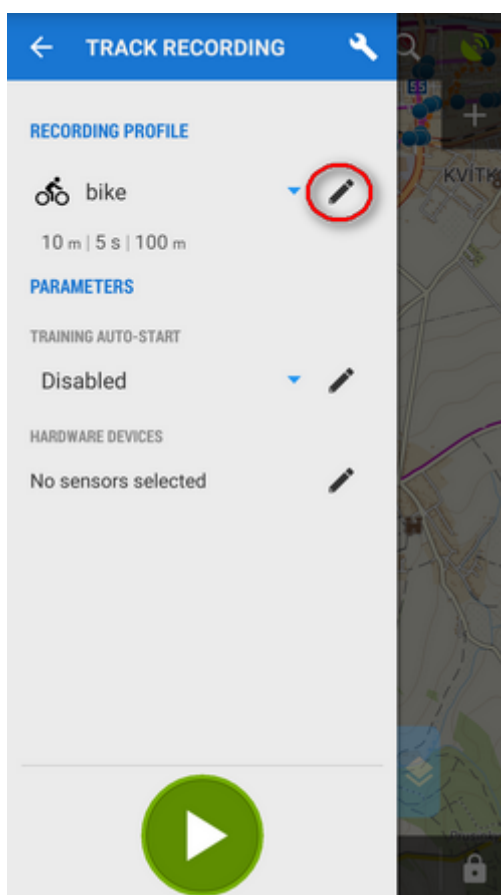 TRACK RECORDING
55
KVÍTK
RECORDING PROFILE
bike
10 m | 5 s | 100 m
PARAMETERS
TRAINING AUTO-START
Disabled
HARDWARE DEVICES
No sensors selected